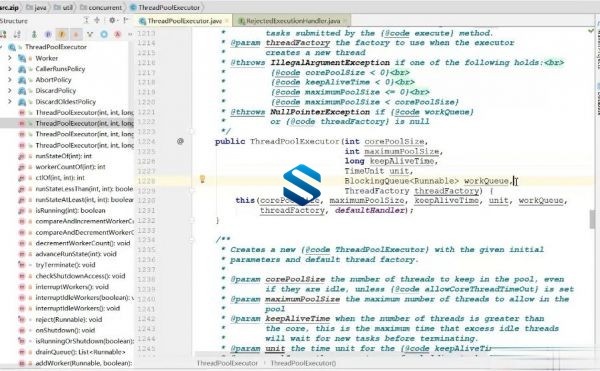 src.zip java util concurrent ThreadPoolExecutor
Structure
ThreadPoolExecutor.java
RejectedExecutionHandler.java
ThreadPoolExecutor
Worker
CallerRunsPolicy
AbortPolicy
DiscardPolicy
DiscardOldestPolicy
ThreadPoolExecutor(int, int, long
ThreadPoolExecutor(int, int, long
ThreadPoolExecutor(int, int, long
ThreadPoolExecutor(int, int, long
runStateOf(int): int
workerCountOf(int): int
ctlOf(int, int): int
runStateLessThan(int, int): boolean
runStateAtLeast(int, int): boolean
isRunning(int): boolean
compareAndIncrementWorker
compareAndDecrementWorker
decrementWorkerCount(): void
advanceRunState(int): void
tryTerminate(): void
checkShutdownAccess(): void
interruptWorkers(): void
interruptIdleWorkers(boolean): void
interruptIdleWorkers(): void
reject(Runnable): void
onShutdown(): void
isRunningOrShutdown(boolean):
drainQueue(): List<Runnable>
addWorker(Runnable, boolean):
1213 * tasks submitted by the {@code execute} method.
1214 * @param threadFactory the factory to use when the executor
1215 * creates a new thread
1216 * @throws IllegalArgumentException if one of the following holds:<br>
1217 * {@code corePoolSize < 0}<br>
1218 * {@code keepAliveTime < 0}<br>
1219 * {@code maximumPoolSize <= 0}<br>
1220 * {@code maximumPoolSize < corePoolSize}
1221 * @throws NullPointerException if {@code workQueue}
1222 * or {@code threadFactory} is null
1223 */
1224 @ public ThreadPoolExecutor(int corePoolSize,
1225 int maximumPoolSize,
1226 long keepAliveTime,
1227 TimeUnit unit,
1228 BlockingQueue<Runnable> workQueue,
1229 ThreadFactory threadFactory) {
1230 this(corePoolSize, maximumPoolSize, keepAliveTime, unit, workQueue,
1231 threadFactory, defaultHandler);
1232 }
1233
1234 /**
1235 * Creates a new {@code ThreadPoolExecutor} with the given initial
1236 * parameters and default thread factory.
1237 *
1238 * @param corePoolSize the number of threads to keep in the pool, even
1239 * if they are idle, unless {@code allowCoreThreadTimeOut} is set
1240 * @param maximumPoolSize the maximum number of threads to allow in the
1241 * pool
1242 * @param keepAliveTime when the number of threads is greater than
1243 * the core, this is the maximum time that excess idle threads
1244 * will wait for new tasks before terminating.
1245 * @param unit the time unit for the {@code keepAliveTim
ThreadPoolExecutor ThreadPoolExecutor()